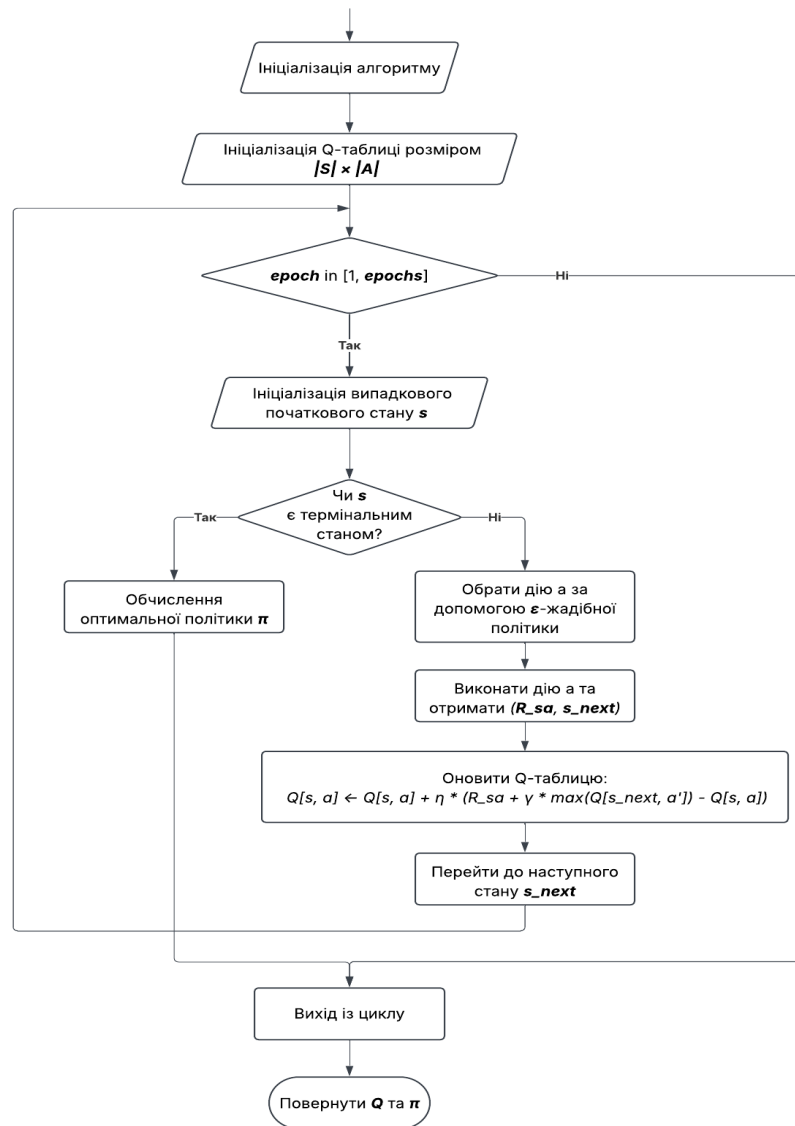 Ініціалізація алгоритму
Ініціалізація Q-таблиці розміром
|S| × |A|
epoch in [1, epochs]
Ні
Так
Ініціалізація випадкового
початкового стану s
Чи s
є термінальним
станом?
Так
Ні
Обчислення
оптимальної політики π
Обрати дію a за
допомогою ε-жадібної
політики
Виконати дію a та
отримати (R_sa, s_next)
Оновити Q-таблицю:
Q[s, a] ← Q[s, a] + η * (R_sa + γ * max(Q[s_next, a']) - Q[s, a])
Перейти до наступного
стану s_next
Вихід із циклу
Повернути Q та π